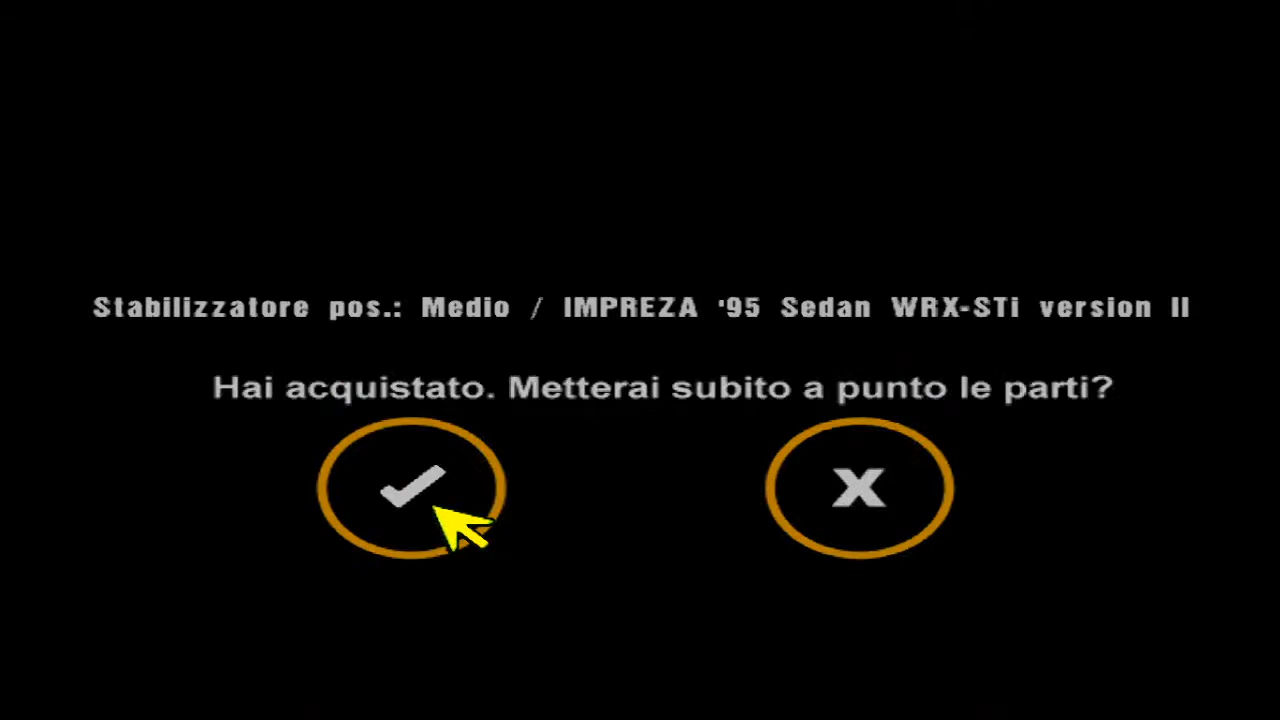 Stabilizzatore pos.: Medio / IMPREZA '95 Sedan WRX-STi version II
Hai acquistato. Metterai subito a punto le parti?